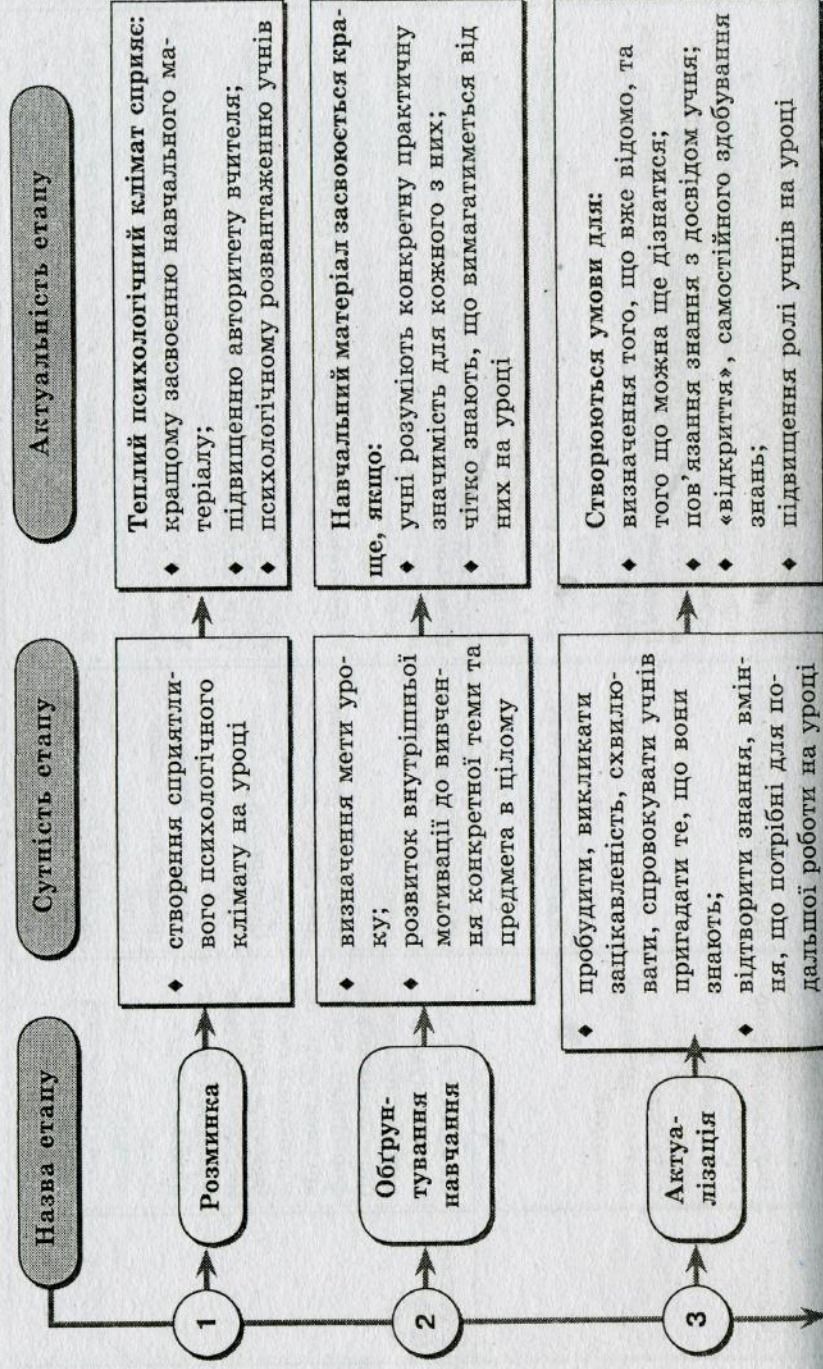 Назва етапу
Сутність етапу
Актуальність етапу
1
Розминка
♦ створення сприятли-
вого психологічного
клімату на уроці
Теплий психологічний клімат сприяє:
♦ кращому засвоєнню навчального ма-
теріалу;
♦ підвищенню авторитету вчителя;
♦ психологічному розвантаженню учнів
2
Обґрун-
тування
навчання
♦ визначення мети уро-
ку;
♦ розвиток внутрішньої
мотивації до вивчен-
ня конкретної теми та
предмета в цілому
Навчальний матеріал засвоюється кра-
ще, якщо:
♦ учні розуміють конкретну практичну
значимість для кожного з них;
♦ чітко знають, що вимагатиметься від
них на уроці
3
Актуа-
лізація
♦ пробудити, викликати
зацікавленість, схвилю-
вати, спровокувати учнів
пригадати те, що вони
знають;
♦ відтворити знання, вмін-
ня, що потрібні для по-
дальшої роботи на уроці
Створюються умови для:
♦ визначення того, що вже відомо, та
того що можна ще дізнатися;
♦ пов'язання знання з досвідом учня;
♦ «відкриття», самостійного здобування
знань;
♦ підвищення ролі учнів на уроці